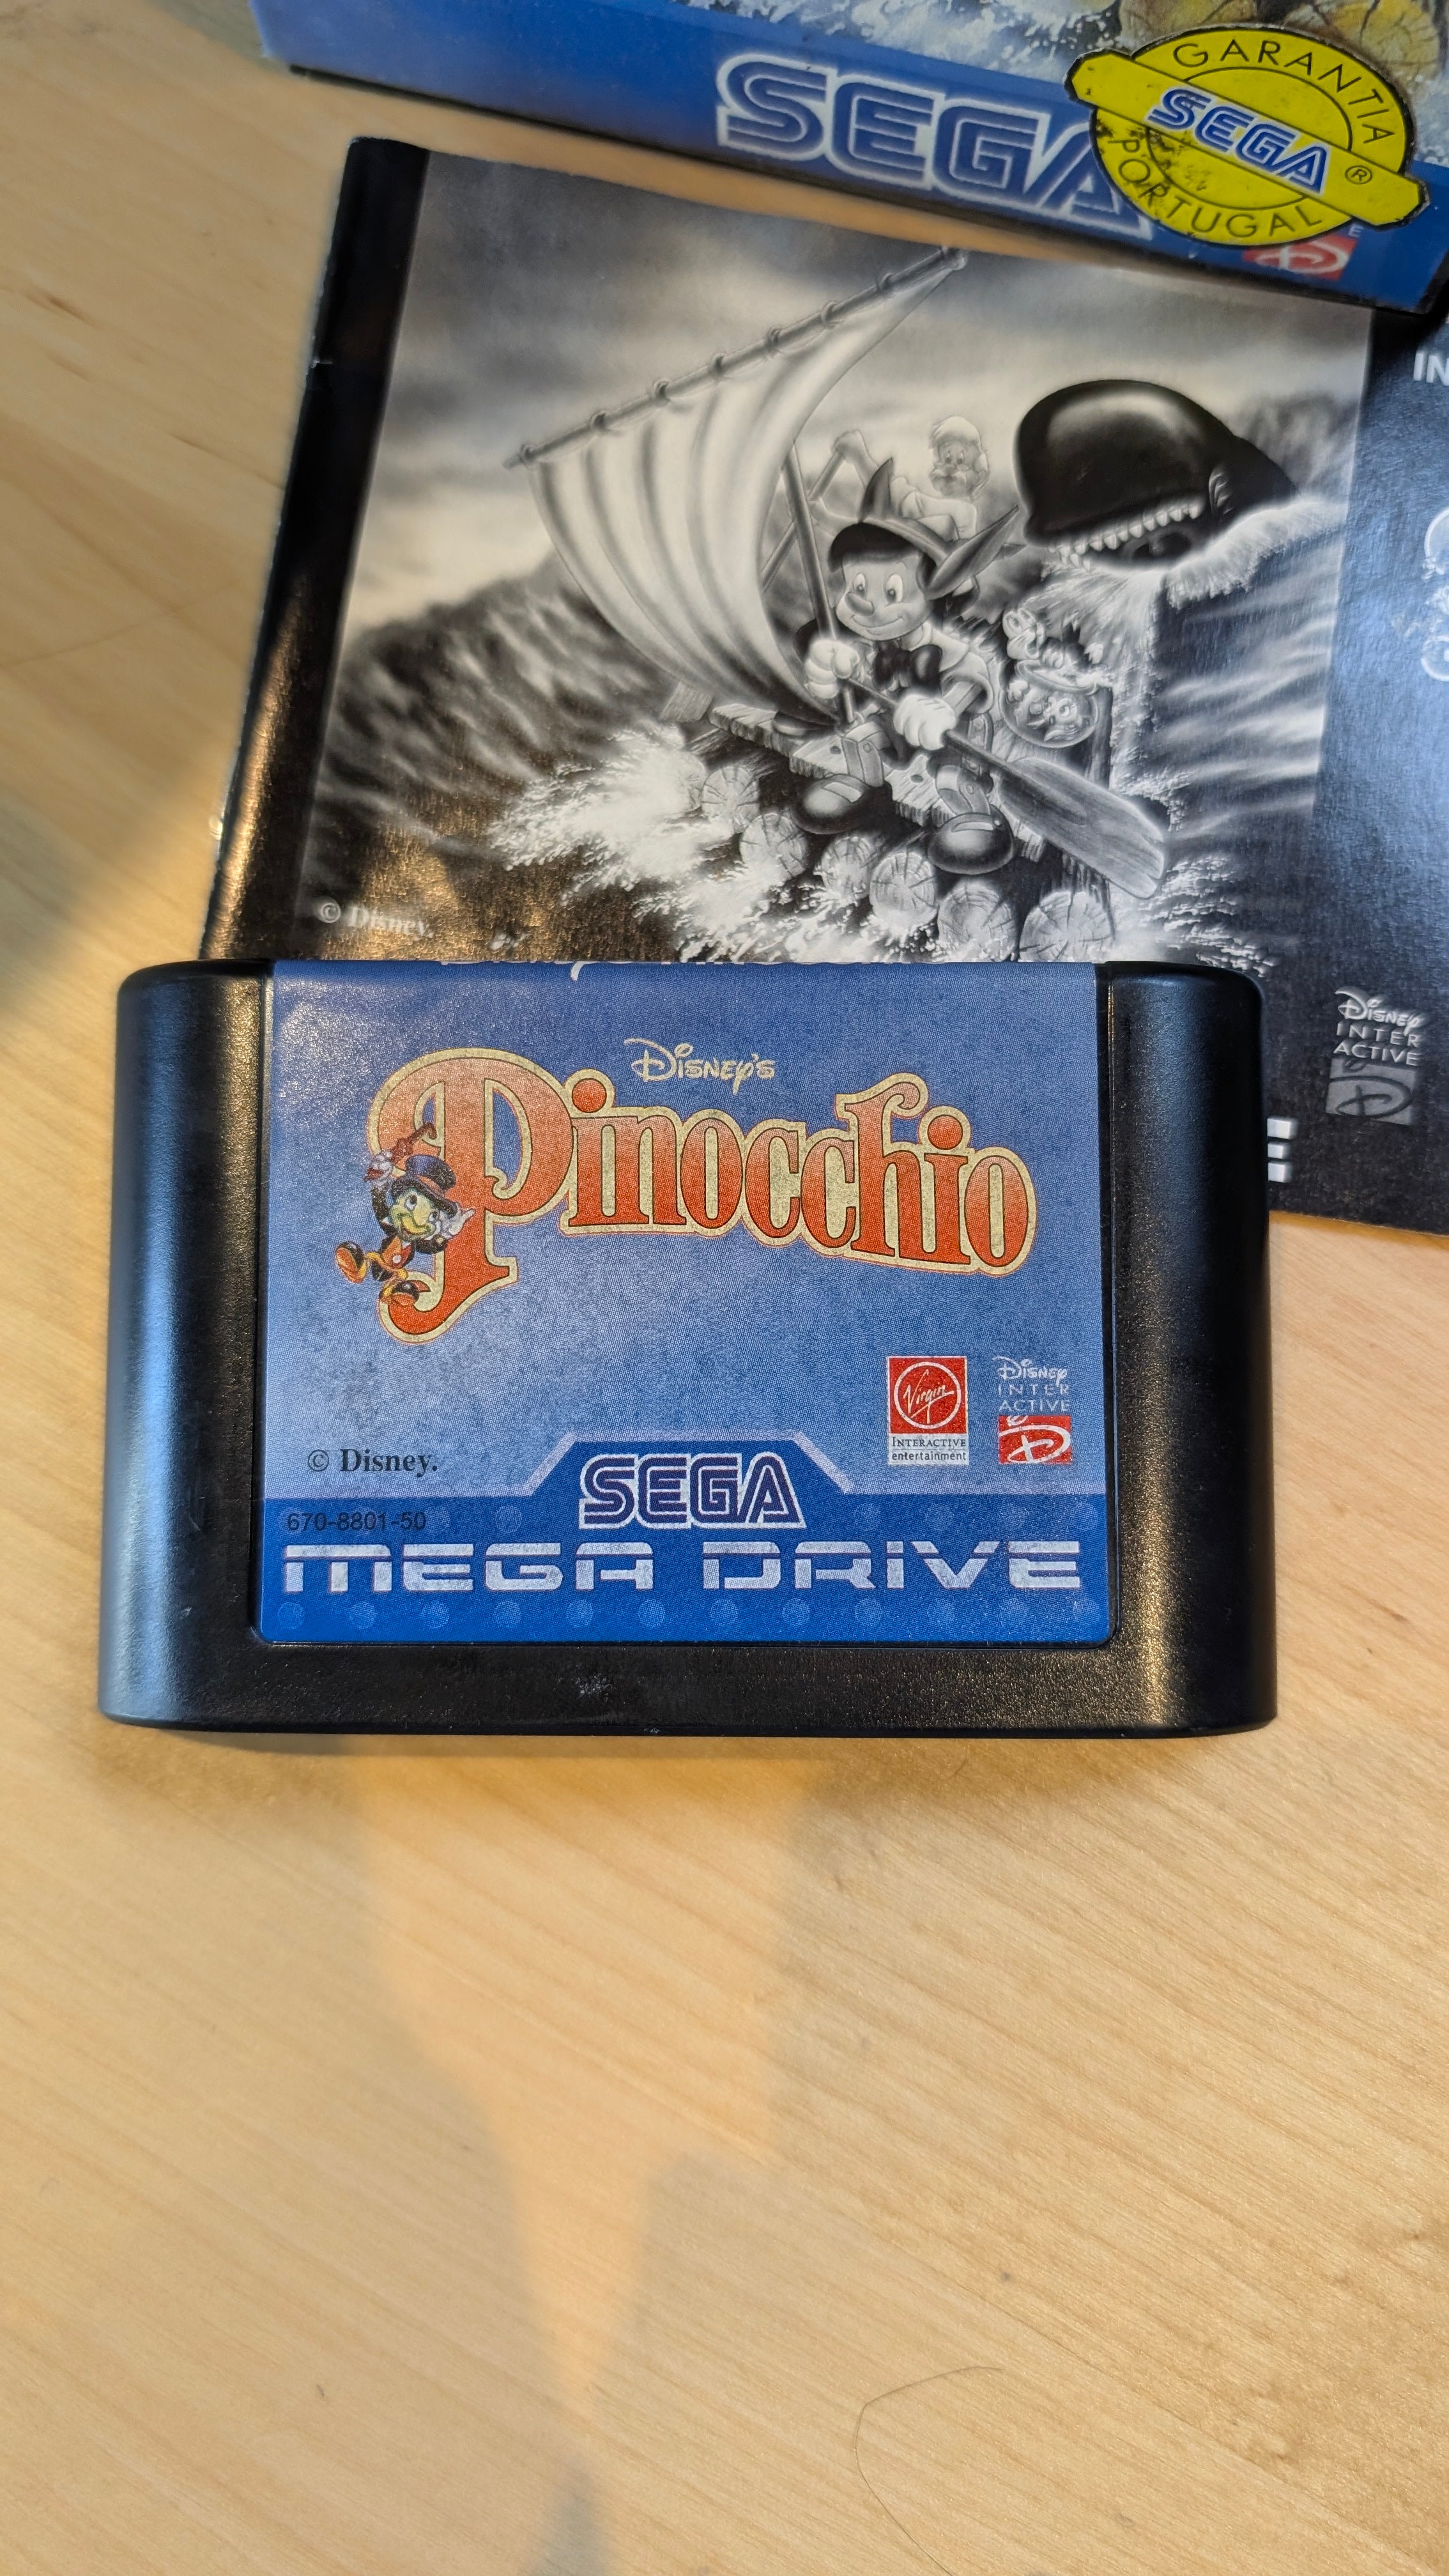 SEGA
GARANTIA
SEGA ®
PORTUGAL
IN
© Disney.
DISNEY
INTER
ACTIVE
E
DISNEY'S
Pinocchio
Virgin
INTERACTIVE
entertainment
DISNEY
INTER
ACTIVE
© Disney.
SEGA
670-8801-50
MEGA DRIVE